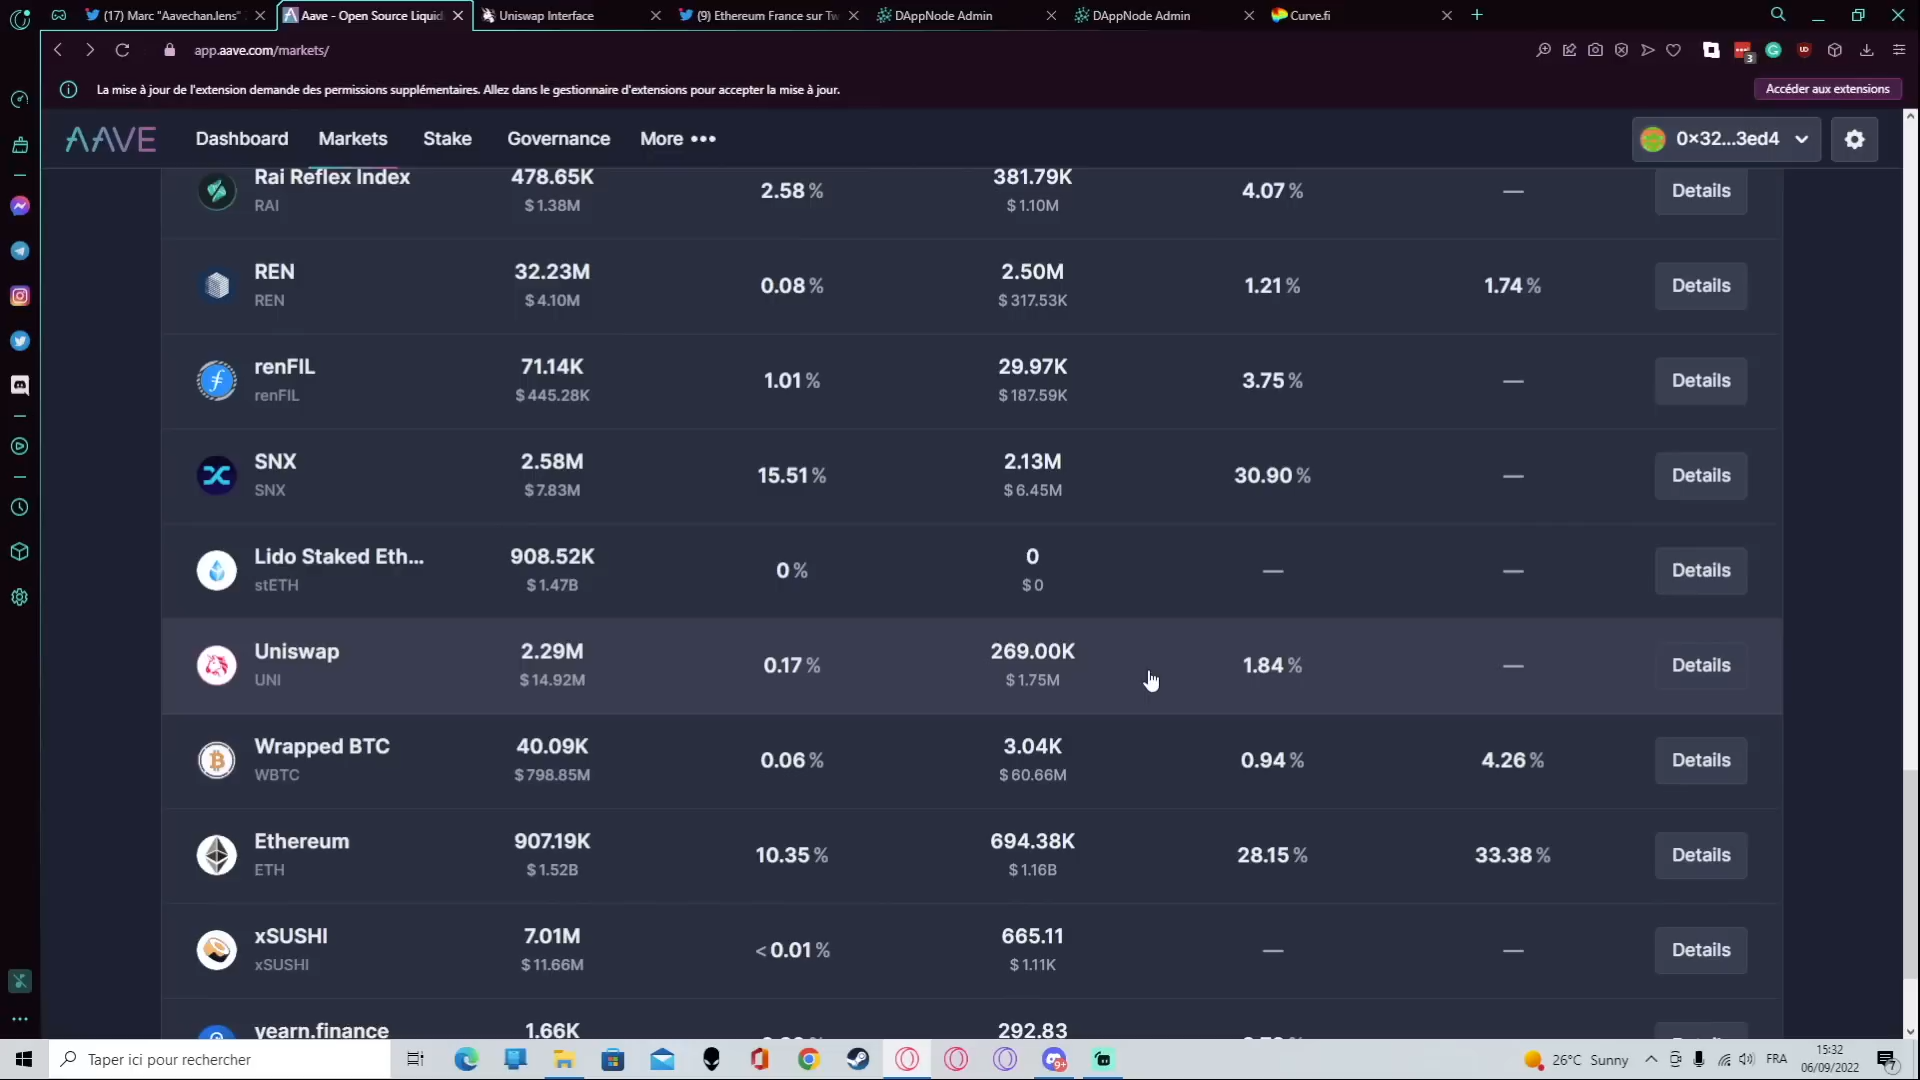 (17) Marc "Aavechan.lens"
Aave - Open Source Liquid
Uniswap Interface
(9) Ethereum France sur Tw
DAppNode Admin
DAppNode Admin
Curve.fi
app.aave.com/markets/
3
La mise à jour de l'extension demande des permissions supplémentaires. Allez dans le gestionnaire d'extensions pour accepter la mise à jour.
Accéder aux extensions
AAVE
Dashboard
Markets
Stake
Governance
More
0x32...3ed4
Rai Reflex Index 478.65K 2.58 % 381.79K 4.07 % — Details
RAI $ 1.38M $ 1.10M
REN 32.23M 0.08 % 2.50M 1.21 % 1.74 % Details
REN $ 4.10M $ 317.53K
renFIL 71.14K 1.01 % 29.97K 3.75 % — Details
renFIL $ 445.28K $ 187.59K
SNX 2.58M 15.51 % 2.13M 30.90 % — Details
SNX $ 7.83M $ 6.45M
Lido Staked Eth... 908.52K 0 % 0 — — Details
stETH $ 1.47B $ 0
Uniswap 2.29M 0.17 % 269.00K 1.84 % — Details
UNI $ 14.92M $ 1.75M
Wrapped BTC 40.09K 0.06 % 3.04K 0.94 % 4.26 % Details
WBTC $ 798.85M $ 60.66M
Ethereum 907.19K 10.35 % 694.38K 28.15 % 33.38 % Details
ETH $ 1.52B $ 1.16B
xSUSHI 7.01M < 0.01 % 665.11 — — Details
xSUSHI $ 11.66M $ 1.11K
yearn.finance 1.66K 292.83
Taper ici pour rechercher
26°C Sunny
FRA
15:32
06/09/2022
7